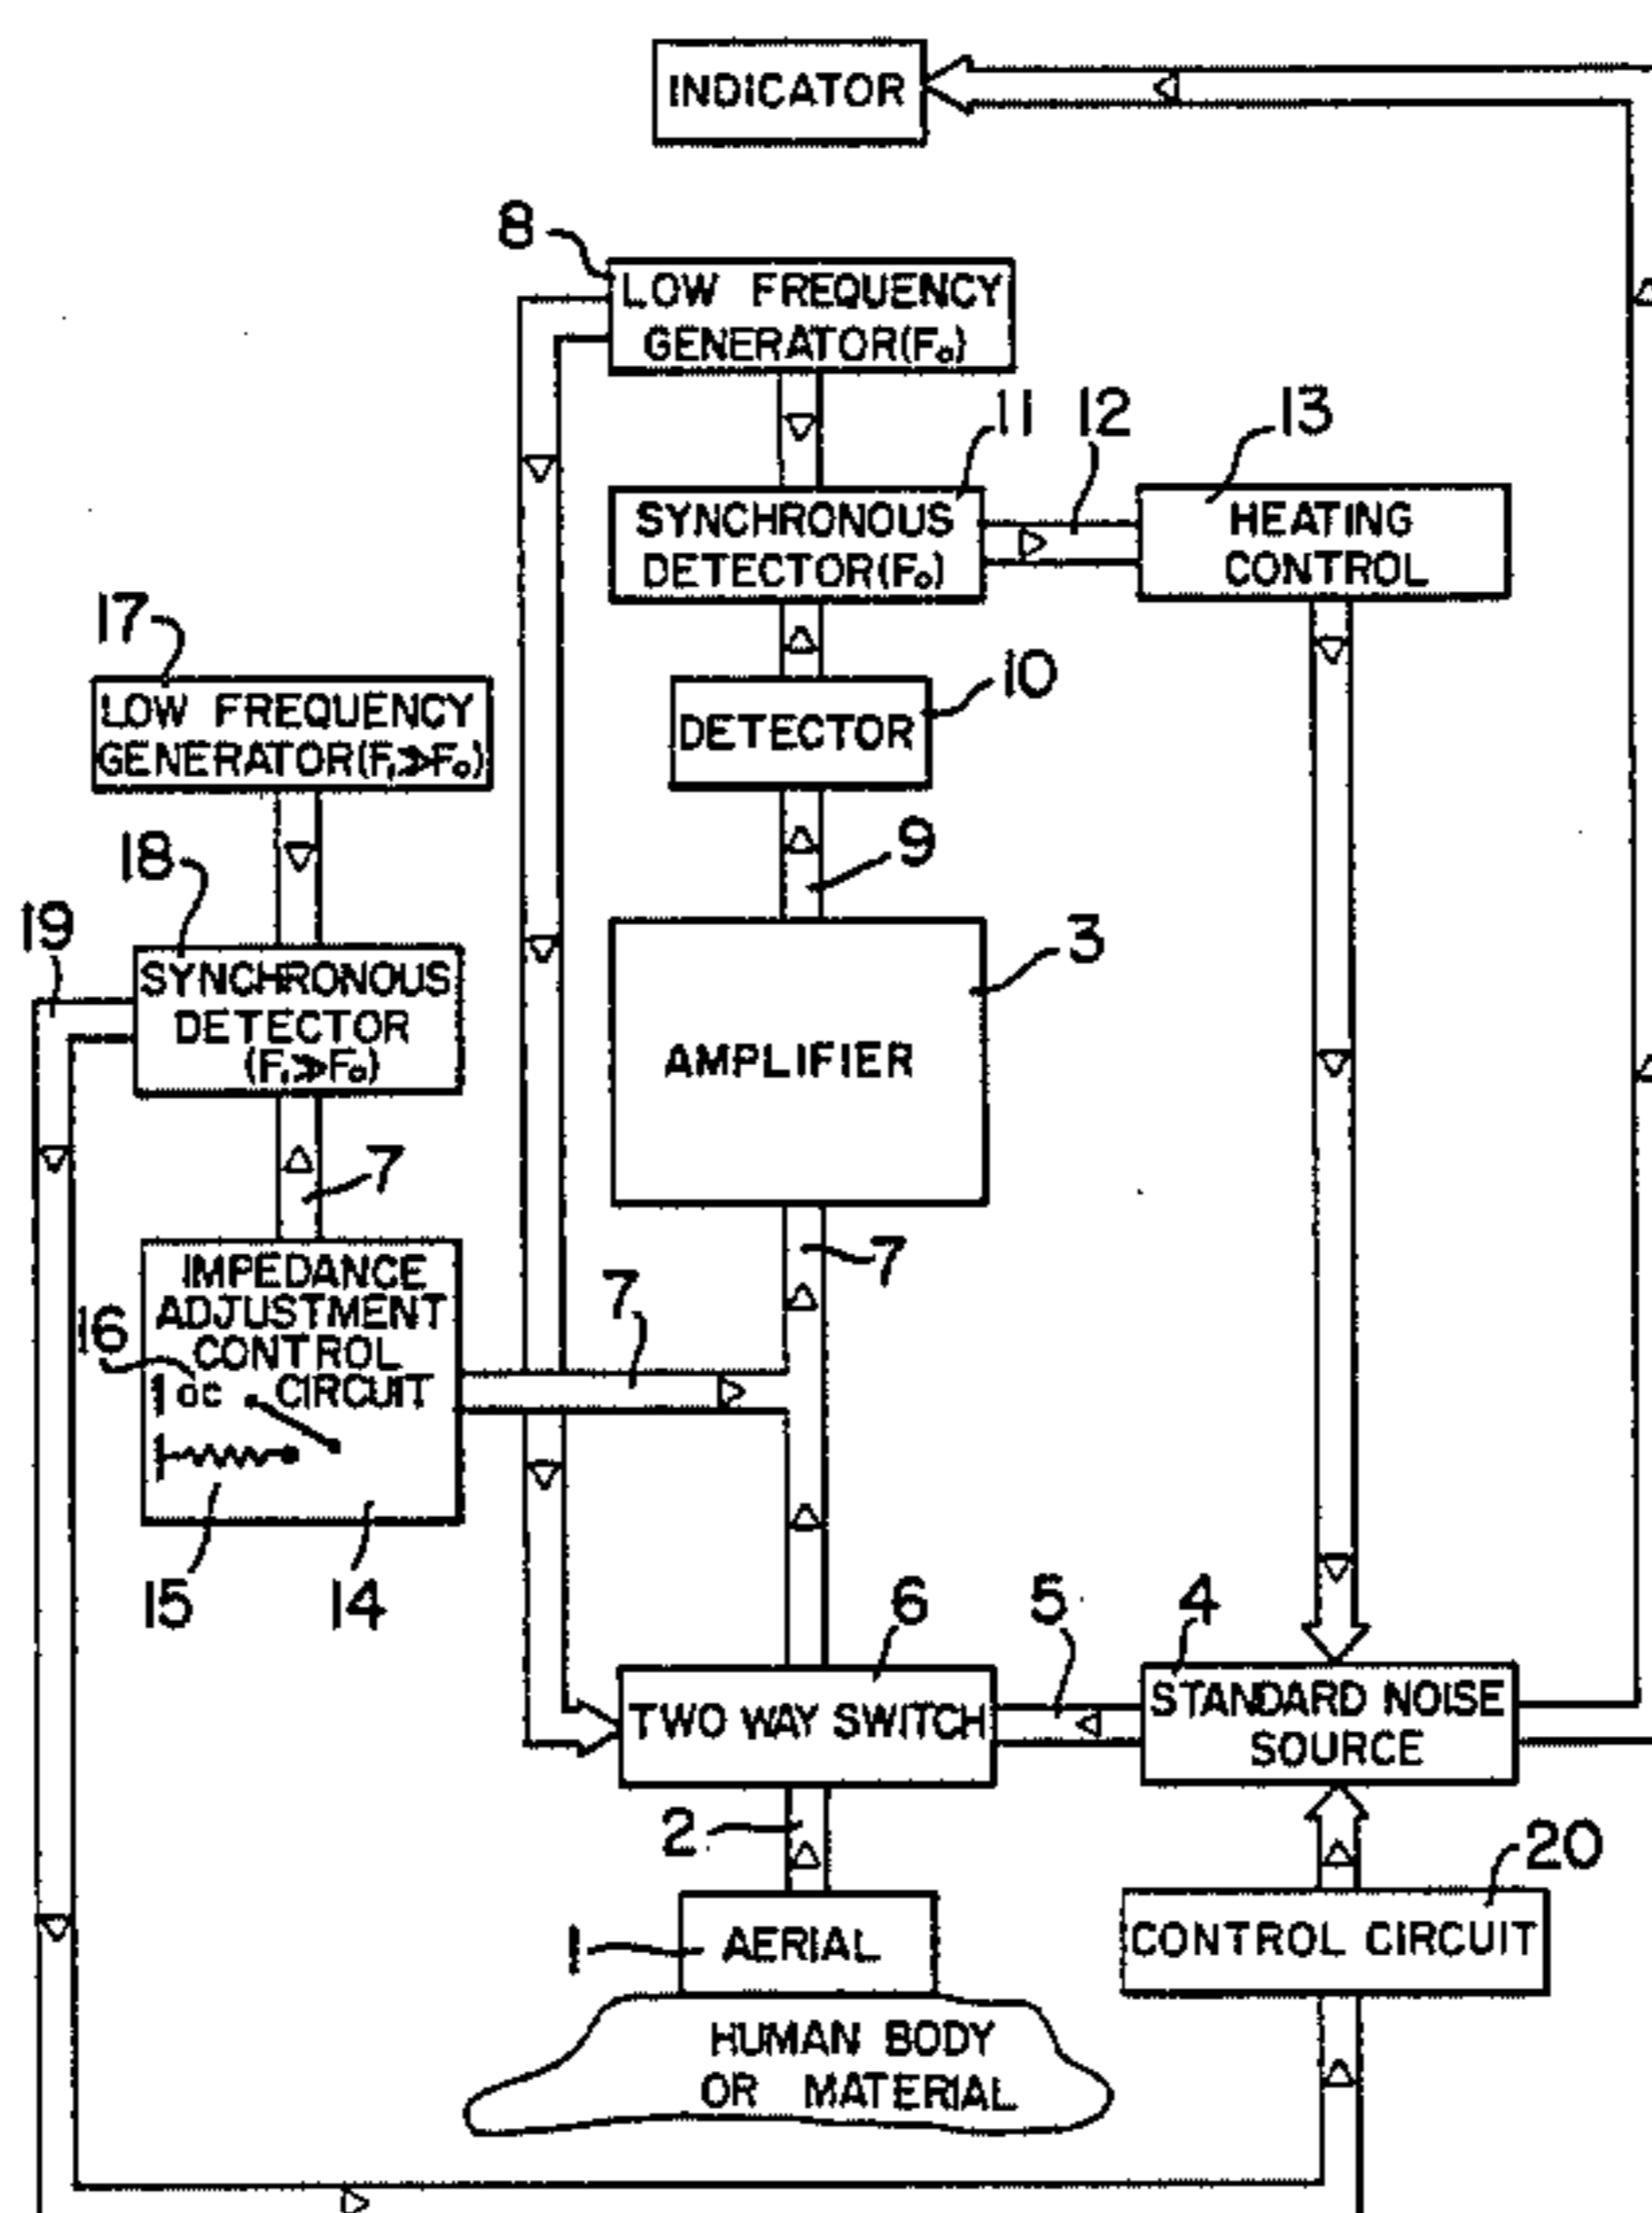 INDICATOR
8
LOW FREQUENCY
GENERATOR(F₀)
11
12
13
SYNCHRONOUS
DETECTOR(F₀)
HEATING
CONTROL
17
LOW FREQUENCY
GENERATOR(F₁≫F₀)
10
DETECTOR
18
9
19
SYNCHRONOUS
DETECTOR
(F₁≫F₀)
3
AMPLIFIER
7
7
7
IMPEDANCE
ADJUSTMENT
CONTROL
CIRCUIT
16
oc
15
14
6
5
4
TWO WAY SWITCH
STANDARD NOISE
SOURCE
2
20
1
AERIAL
CONTROL CIRCUIT
HUMAN BODY
OR MATERIAL